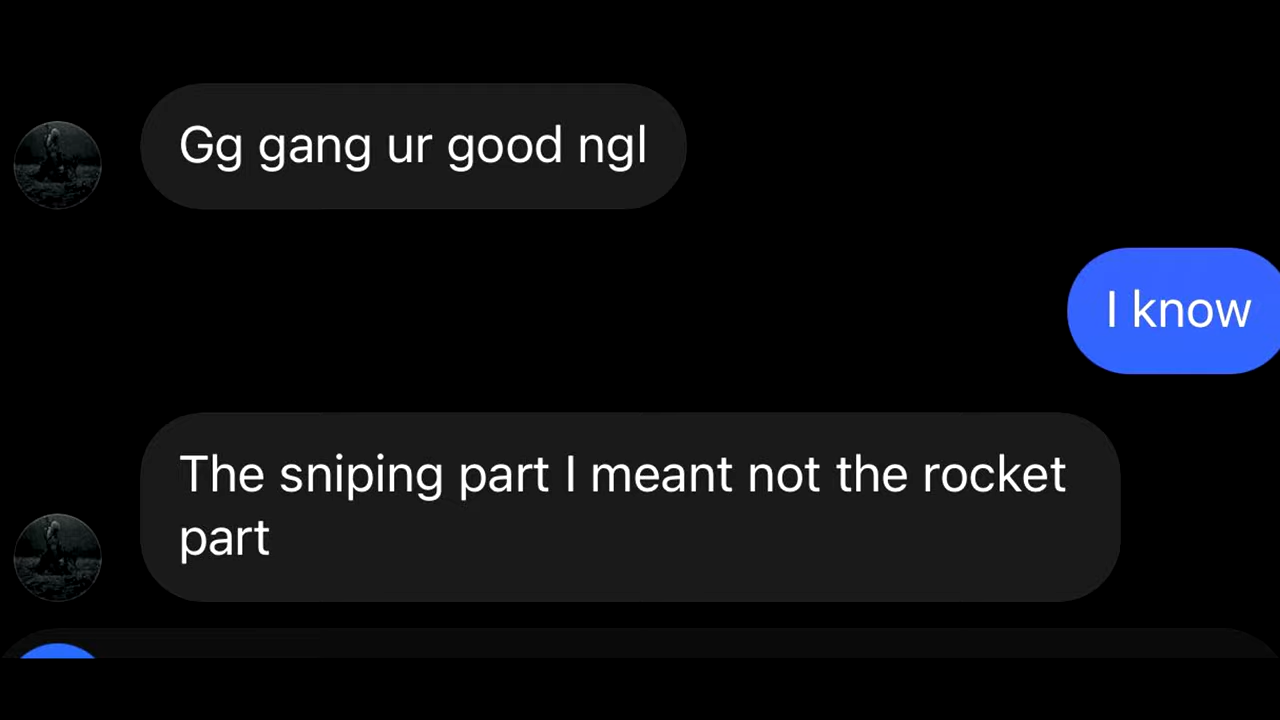 Gg gang ur good ngl
I know
The sniping part I meant not the rocket
part